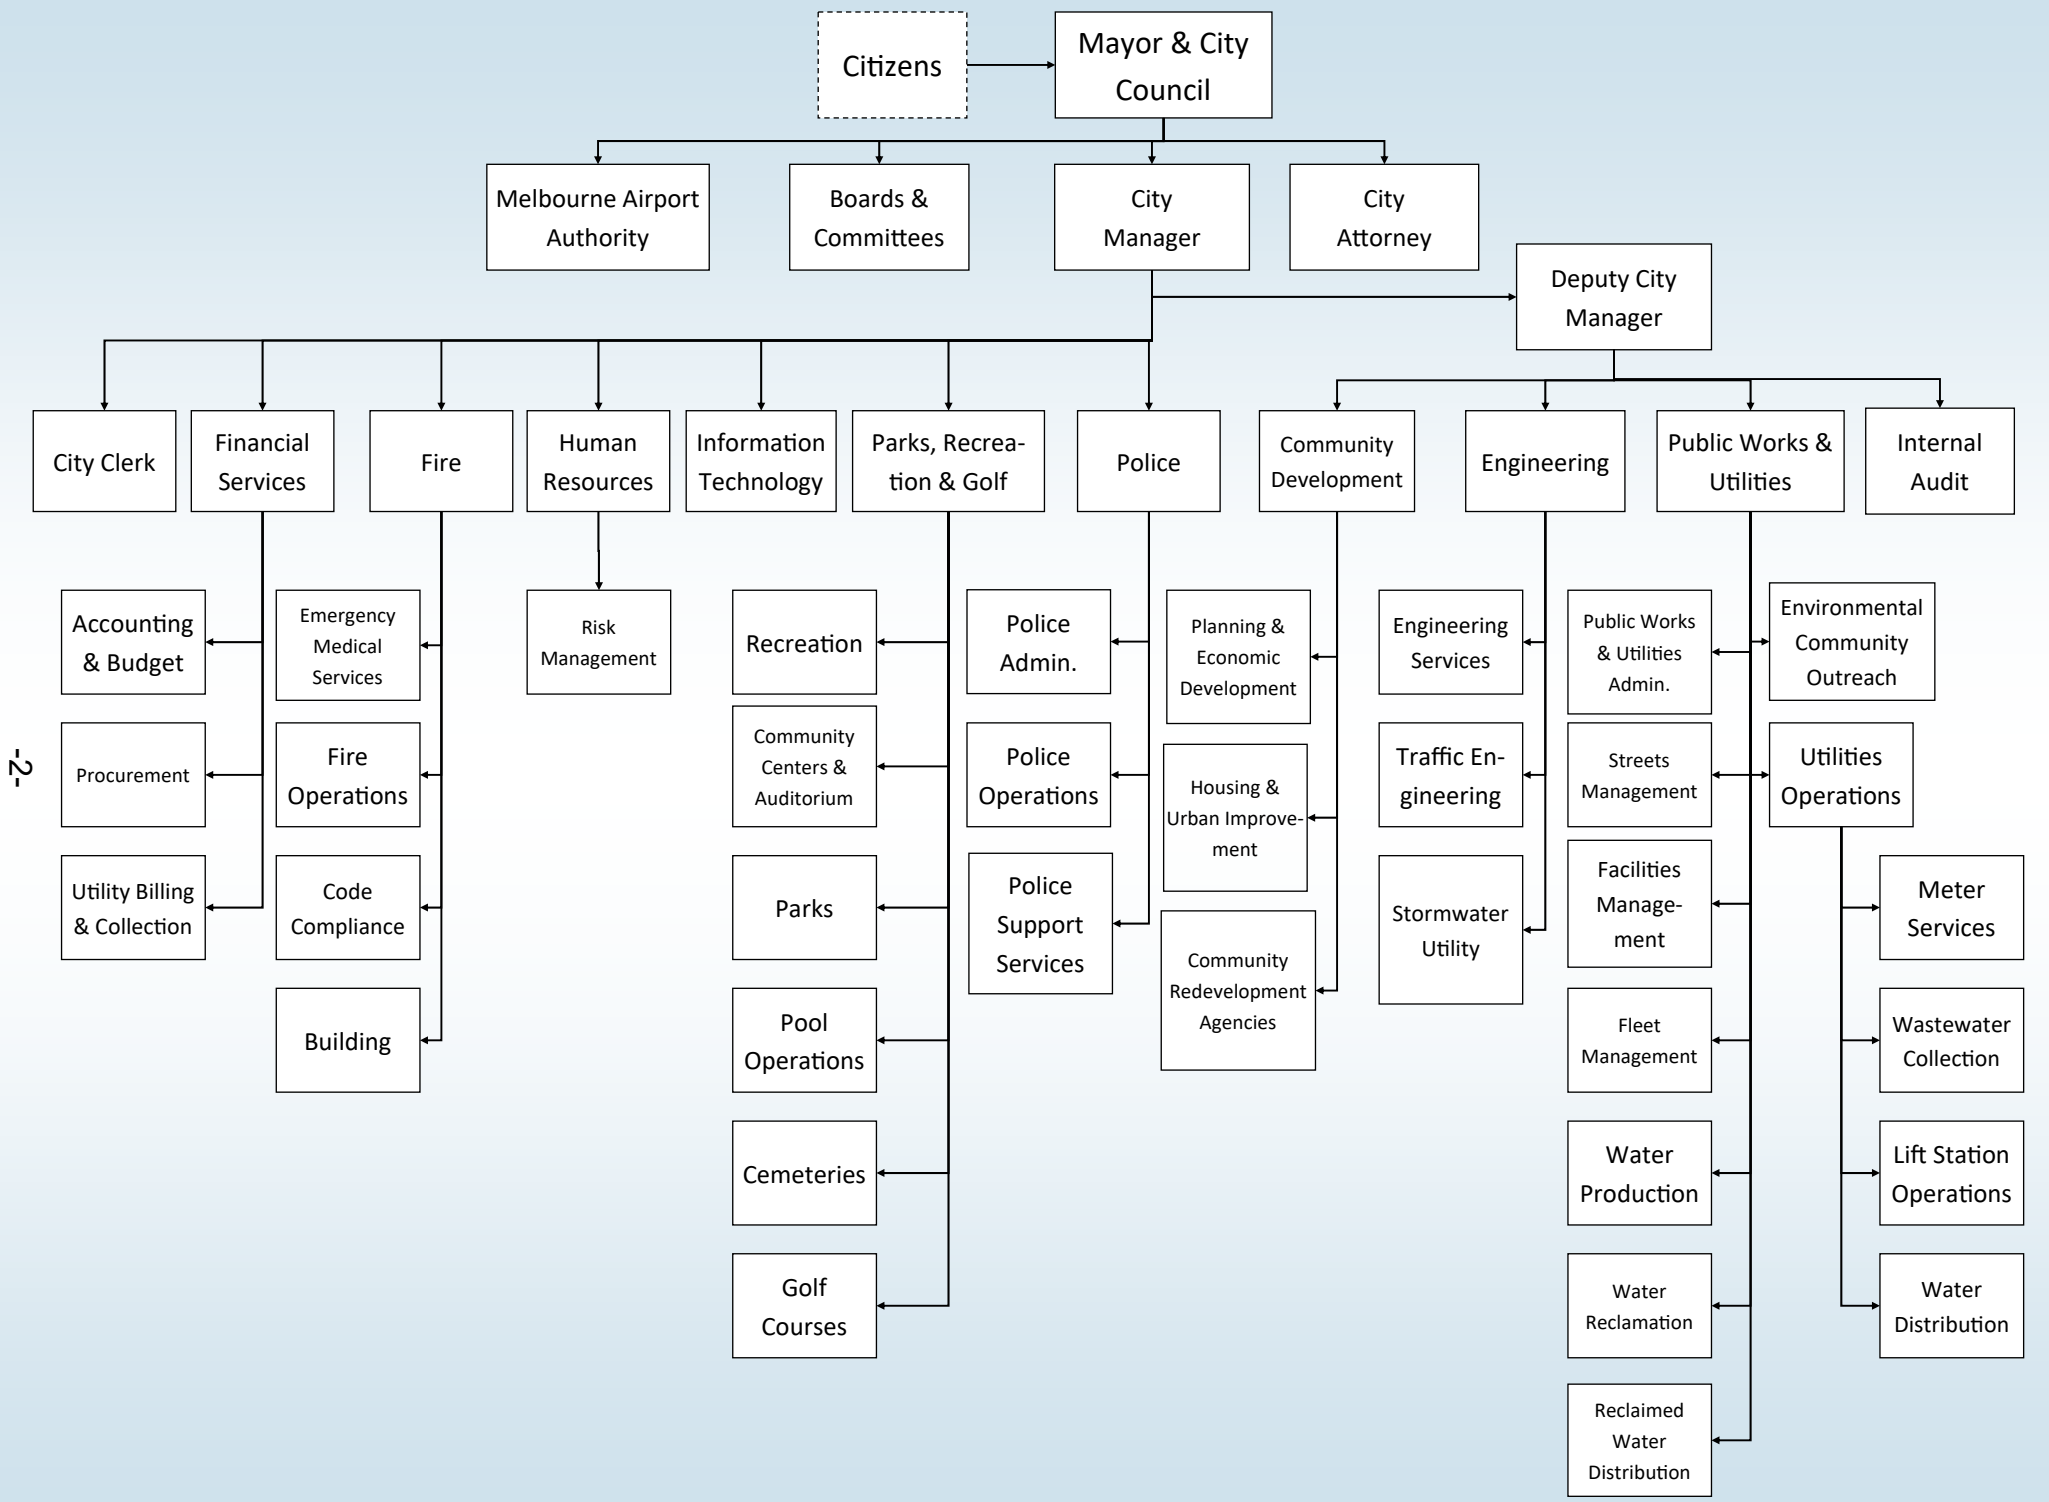 Citizens
Mayor & City
Council
Melbourne Airport
Authority
Boards &
Committees
City
Manager
City
Attorney
Deputy City
Manager
City Clerk
Financial
Services
Fire
Human
Resources
Information
Technology
Parks, Recrea-
tion & Golf
Police
Community
Development
Engineering
Public Works &
Utilities
Internal
Audit
Accounting
& Budget
Procurement
Utility Billing
& Collection
Emergency
Medical
Services
Fire
Operations
Code
Compliance
Building
Risk
Management
Recreation
Community
Centers &
Auditorium
Parks
Pool
Operations
Cemeteries
Golf
Courses
Police
Admin.
Police
Operations
Police
Support
Services
Planning &
Economic
Development
Housing &
Urban Improve-
ment
Community
Redevelopment
Agencies
Engineering
Services
Traffic En-
gineering
Stormwater
Utility
Public Works
& Utilities
Admin.
Streets
Management
Facilities
Manage-
ment
Fleet
Management
Water
Production
Water
Reclamation
Reclaimed
Water
Distribution
Environmental
Community
Outreach
Utilities
Operations
Meter
Services
Wastewater
Collection
Lift Station
Operations
Water
Distribution
-2-